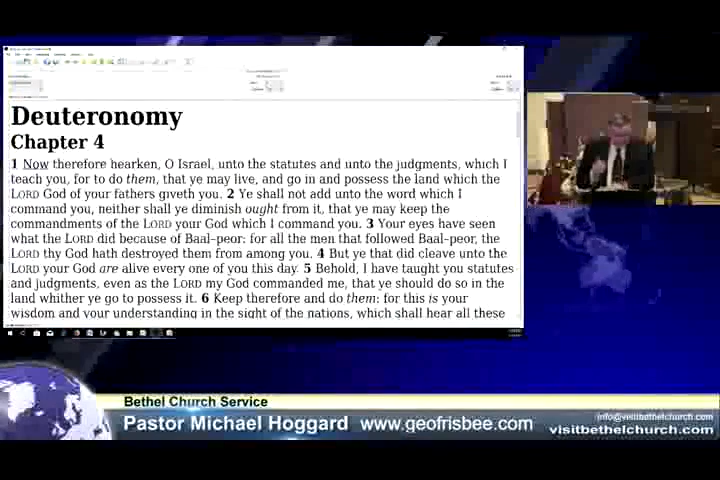 Deuteronomy
Chapter 4
1 Now therefore hearken, O Israel, unto the statutes and unto the judgments, which I
teach you, for to do them, that ye may live, and go in and possess the land which the
LORD God of your fathers giveth you. 2 Ye shall not add unto the word which I
command you, neither shall ye diminish ought from it, that ye may keep the
commandments of the LORD your God which I command you. 3 Your eyes have seen
what the LORD did because of Baal–peor: for all the men that followed Baal–peor, the
LORD thy God hath destroyed them from among you. 4 But ye that did cleave unto the
LORD your God are alive every one of you this day. 5 Behold, I have taught you statutes
and judgments, even as the LORD my God commanded me, that ye should do so in the
land whither ye go to possess it. 6 Keep therefore and do them: for this is your
wisdom and your understanding in the sight of the nations, which shall hear all these
Bethel Church Service
Pastor Michael Hoggard www.geofrisbee.com
info@visitbethelchurch.com
visitbethelchurch.com